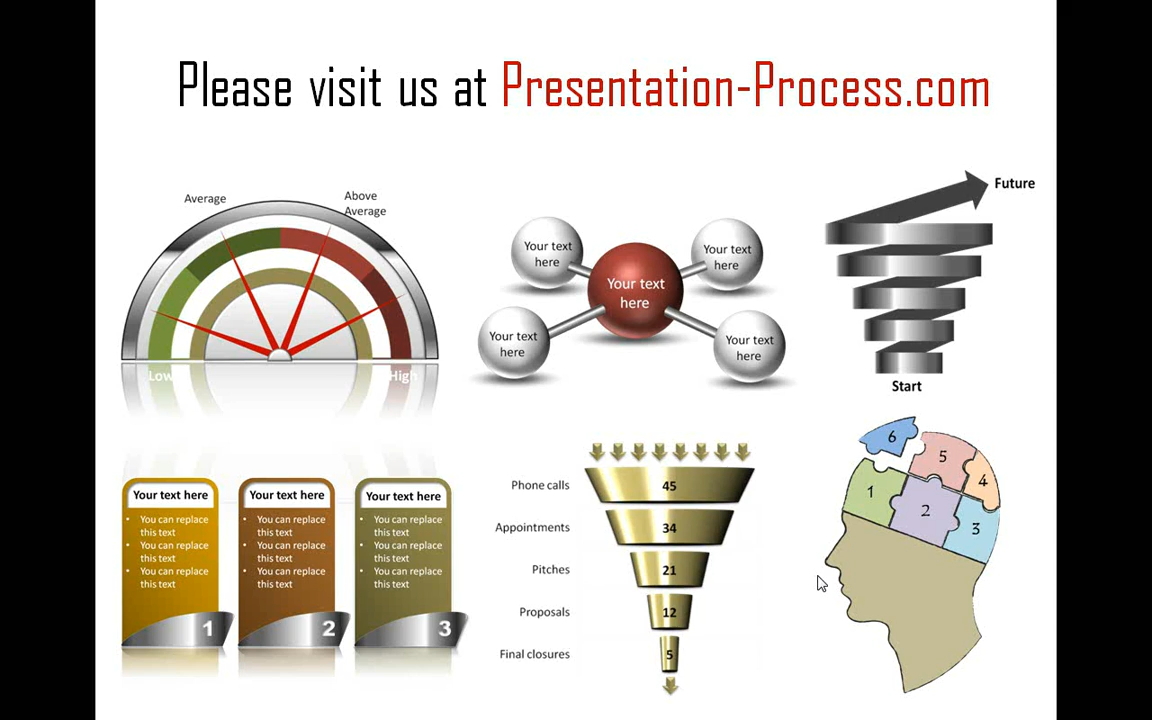 Please visit us at Presentation-Process.com
Average
Above
Average
Low
High
Your text
here
Your text
here
Your text
here
Your text
here
Your text
here
Future
Start
Your text here
You can replace
this text
You can replace
this text
You can replace
this text
1
Your text here
You can replace
this text
You can replace
this text
You can replace
this text
2
Your text here
You can replace
this text
You can replace
this text
You can replace
this text
3
Phone calls 45
Appointments 34
Pitches 21
Proposals 12
Final closures 5
6
5
4
1
2
3